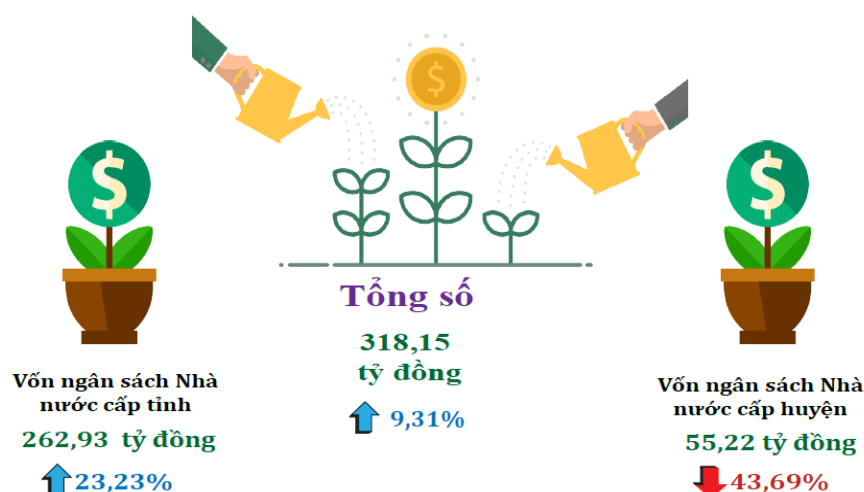 Tổng số
318,15
tỷ đồng
9,31%
Vốn ngân sách Nhà
nước cấp tỉnh
262,93 tỷ đồng
23,23%
Vốn ngân sách Nhà
nước cấp huyện
55,22 tỷ đồng
43,69%